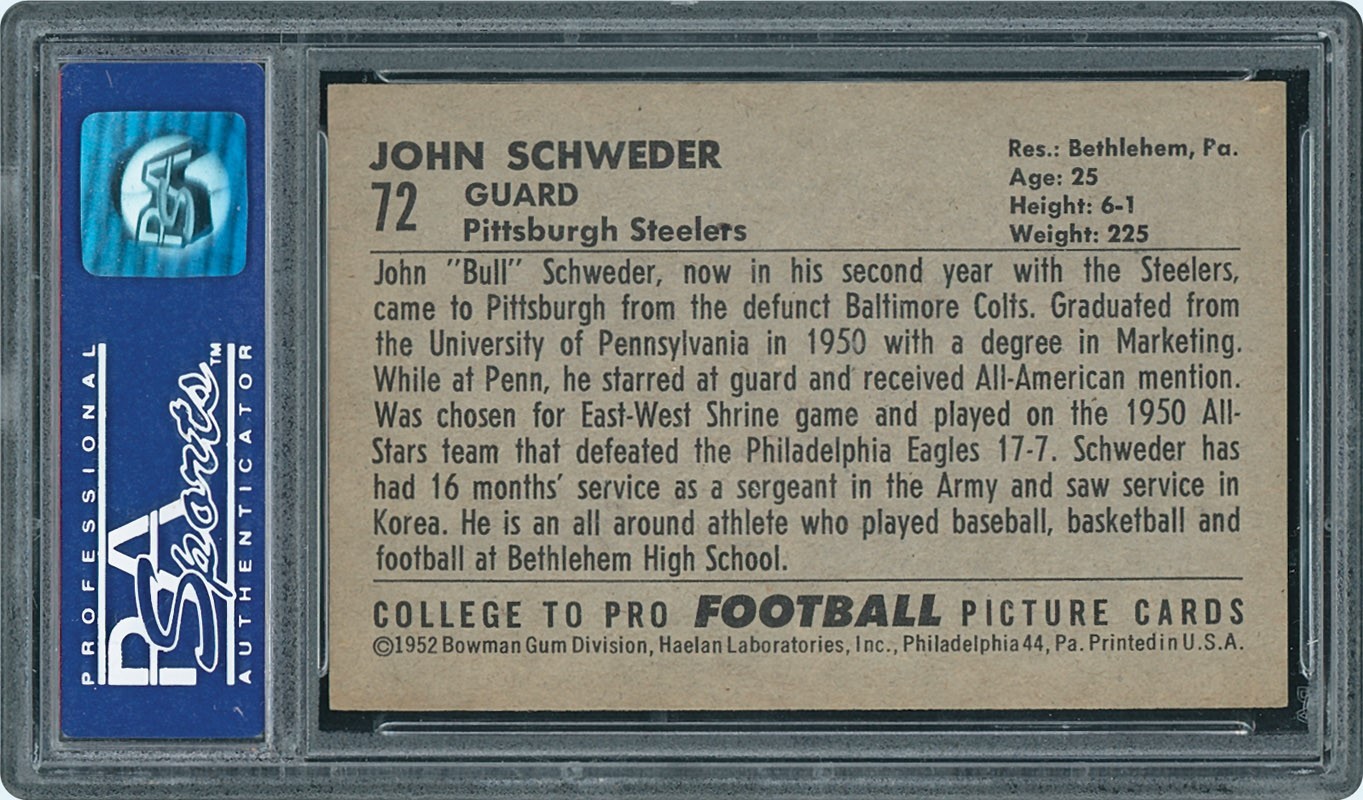 JOHN SCHWEDER
72
GUARD
Pittsburgh Steelers
Res.: Bethlehem, Pa.
Age: 25
Height: 6-1
Weight: 225
John "Bull" Schweder, now in his second year with the Steelers,
came to Pittsburgh from the defunct Baltimore Colts. Graduated from
the University of Pennsylvania in 1950 with a degree in Marketing.
While at Penn, he starred at guard and received All-American mention.
Was chosen for East-West Shrine game and played on the 1950 All-
Stars team that defeated the Philadelphia Eagles 17-7. Schweder has
had 16 months' service as a sergeant in the Army and saw service in
Korea. He is an all around athlete who played baseball, basketball and
football at Bethlehem High School.
COLLEGE TO PRO FOOTBALL PICTURE CARDS
©1952 Bowman Gum Division, Haelan Laboratories, Inc., Philadelphia 44, Pa. Printed in U.S.A.
PSA
PROFESSIONAL
PSA Sports™
AUTHENTICATOR